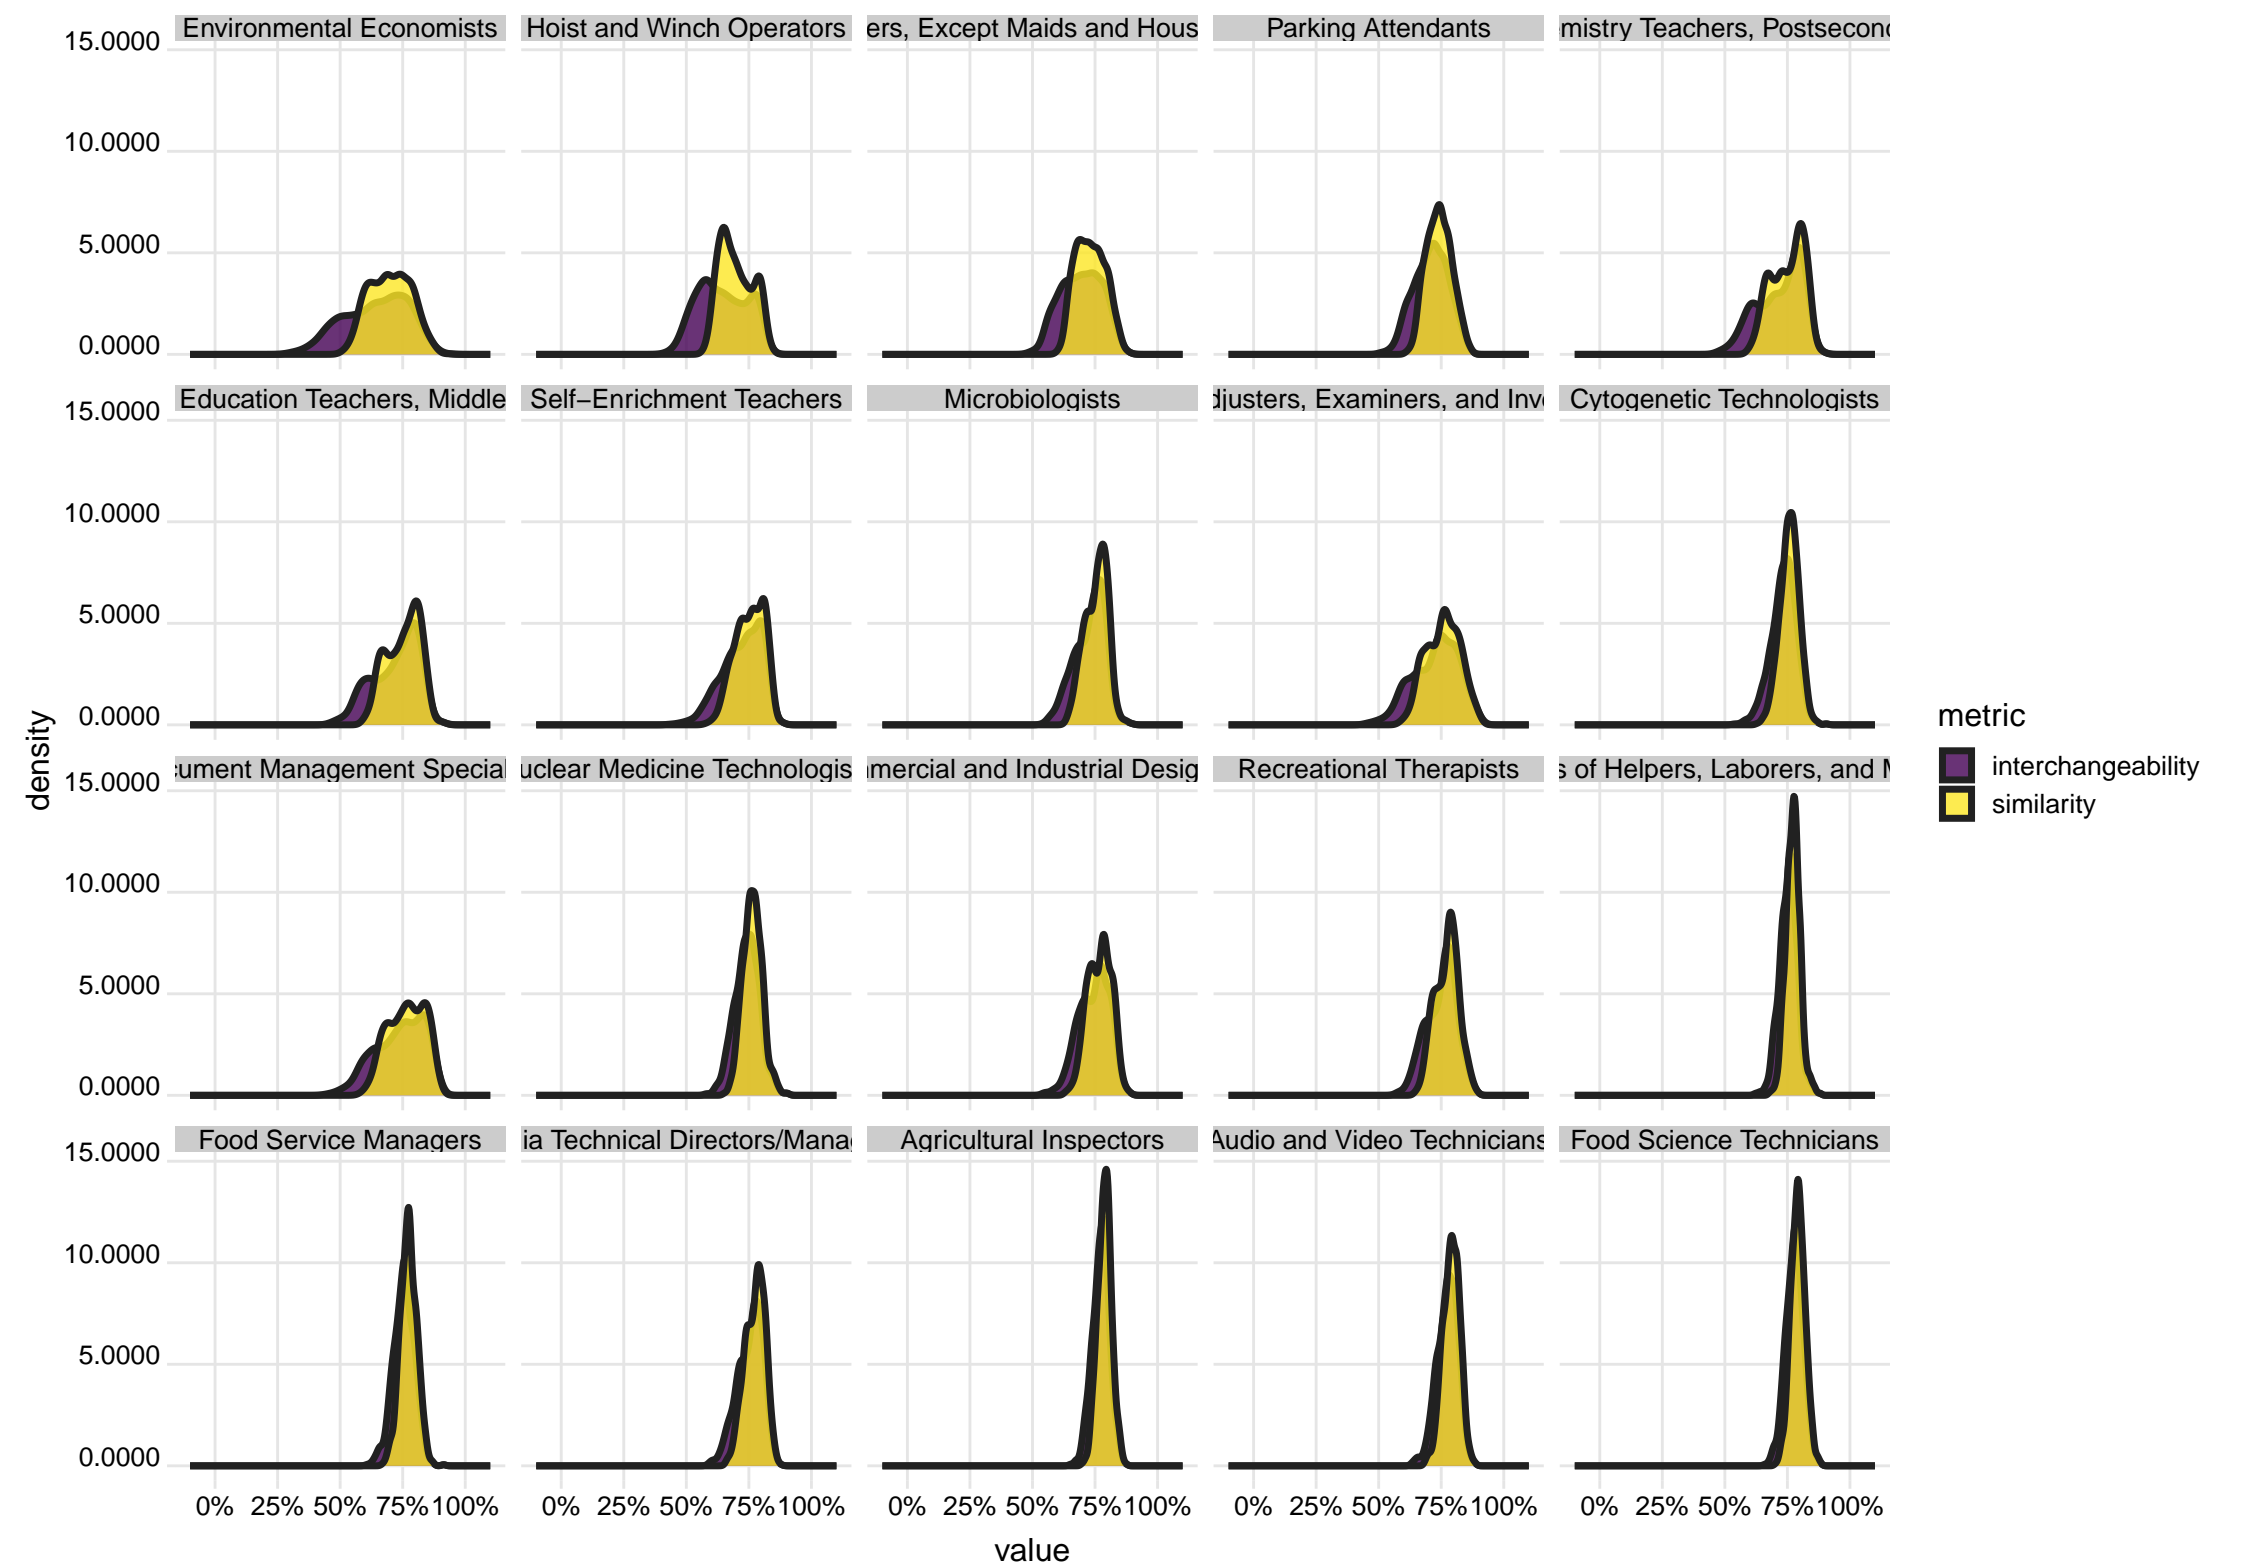 Environmental Economists
Hoist and Winch Operators
ers, Except Maids and Hous
Parking Attendants
mistry Teachers, Postsecond
15.0000
10.0000
5.0000
0.0000
Education Teachers, Middle
Self−Enrichment Teachers
Microbiologists
djusters, Examiners, and Inve
Cytogenetic Technologists
15.0000
10.0000
5.0000
0.0000
cument Management Special
uclear Medicine Technologis
mercial and Industrial Desig
Recreational Therapists
s of Helpers, Laborers, and M
15.0000
10.0000
5.0000
0.0000
Food Service Managers
ia Technical Directors/Manag
Agricultural Inspectors
Audio and Video Technicians
Food Science Technicians
15.0000
10.0000
5.0000
0.0000
0% 25% 50% 75% 100%
0% 25% 50% 75% 100%
0% 25% 50% 75% 100%
0% 25% 50% 75% 100%
0% 25% 50% 75% 100%
value
density
metric
interchangeability
similarity